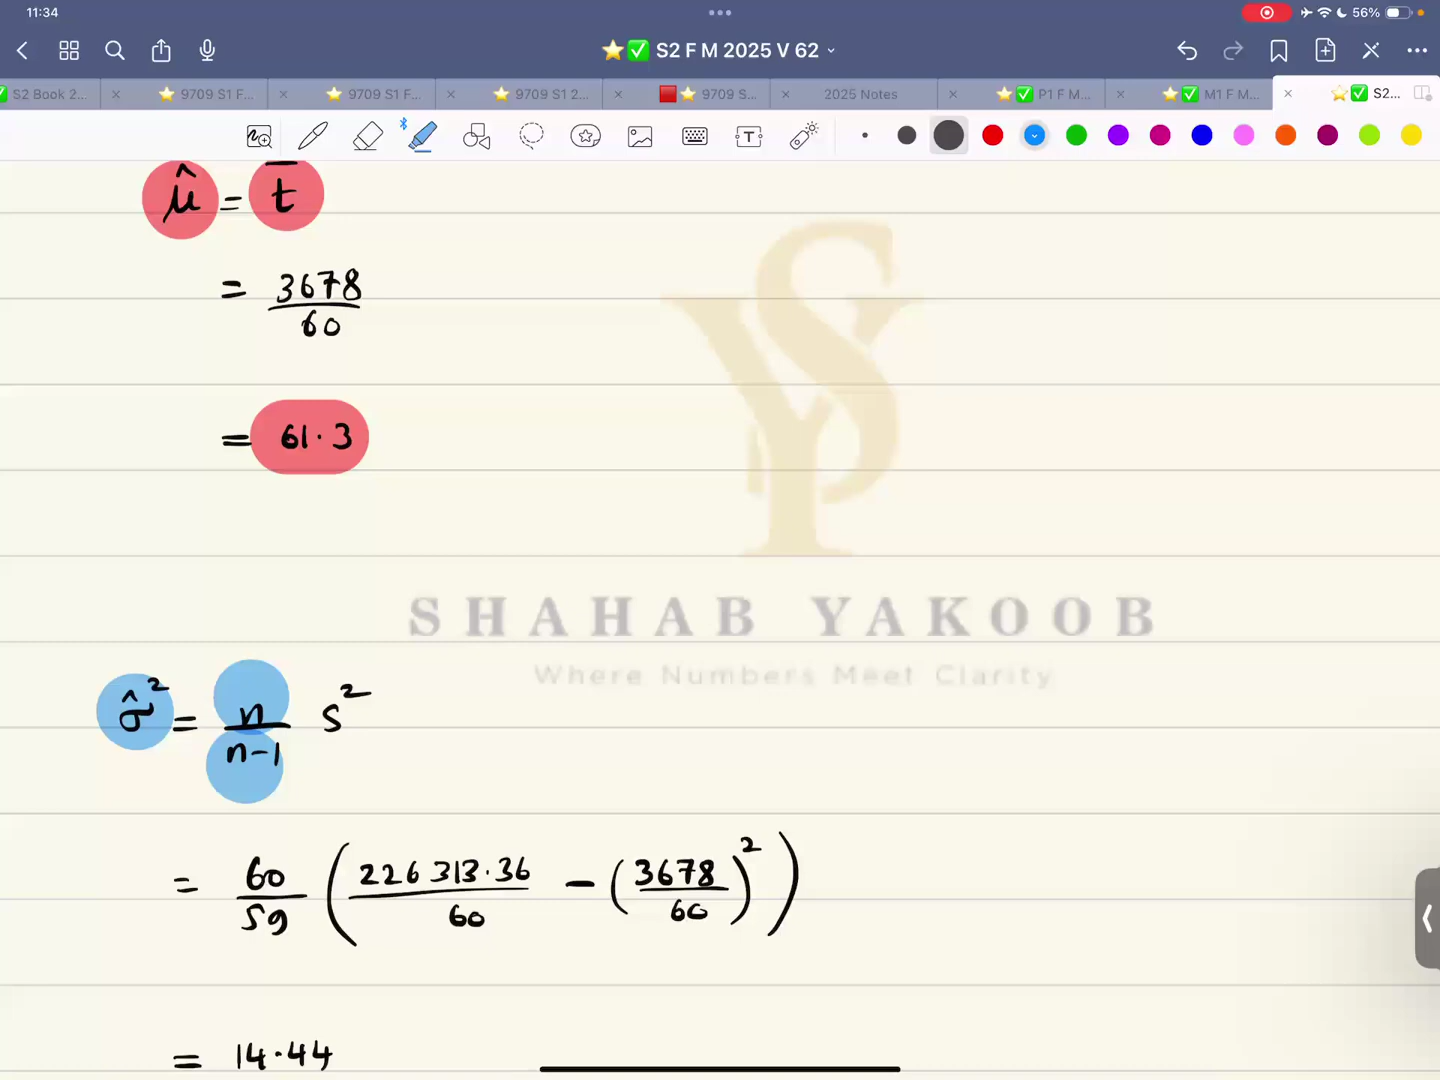 11:34
56%
⭐✅ S2 F M 2025 V 62
S2 Book 2...
⭐ 9709 S1 F...
⭐ 9709 S1 F...
⭐ 9709 S1 2...
🟥⭐ 9709 S...
2025 Notes
⭐✅ P1 F M...
⭐✅ M1 F M...
⭐✅ S2...
μ̂ = t̄
= 3678/60
= 61·3
SHAHAB YAKOOB
Where Numbers Meet Clarity
σ̂² = n/(n-1) s²
= 60/59 (226313·36/60 − (3678/60)²)
= 14·44